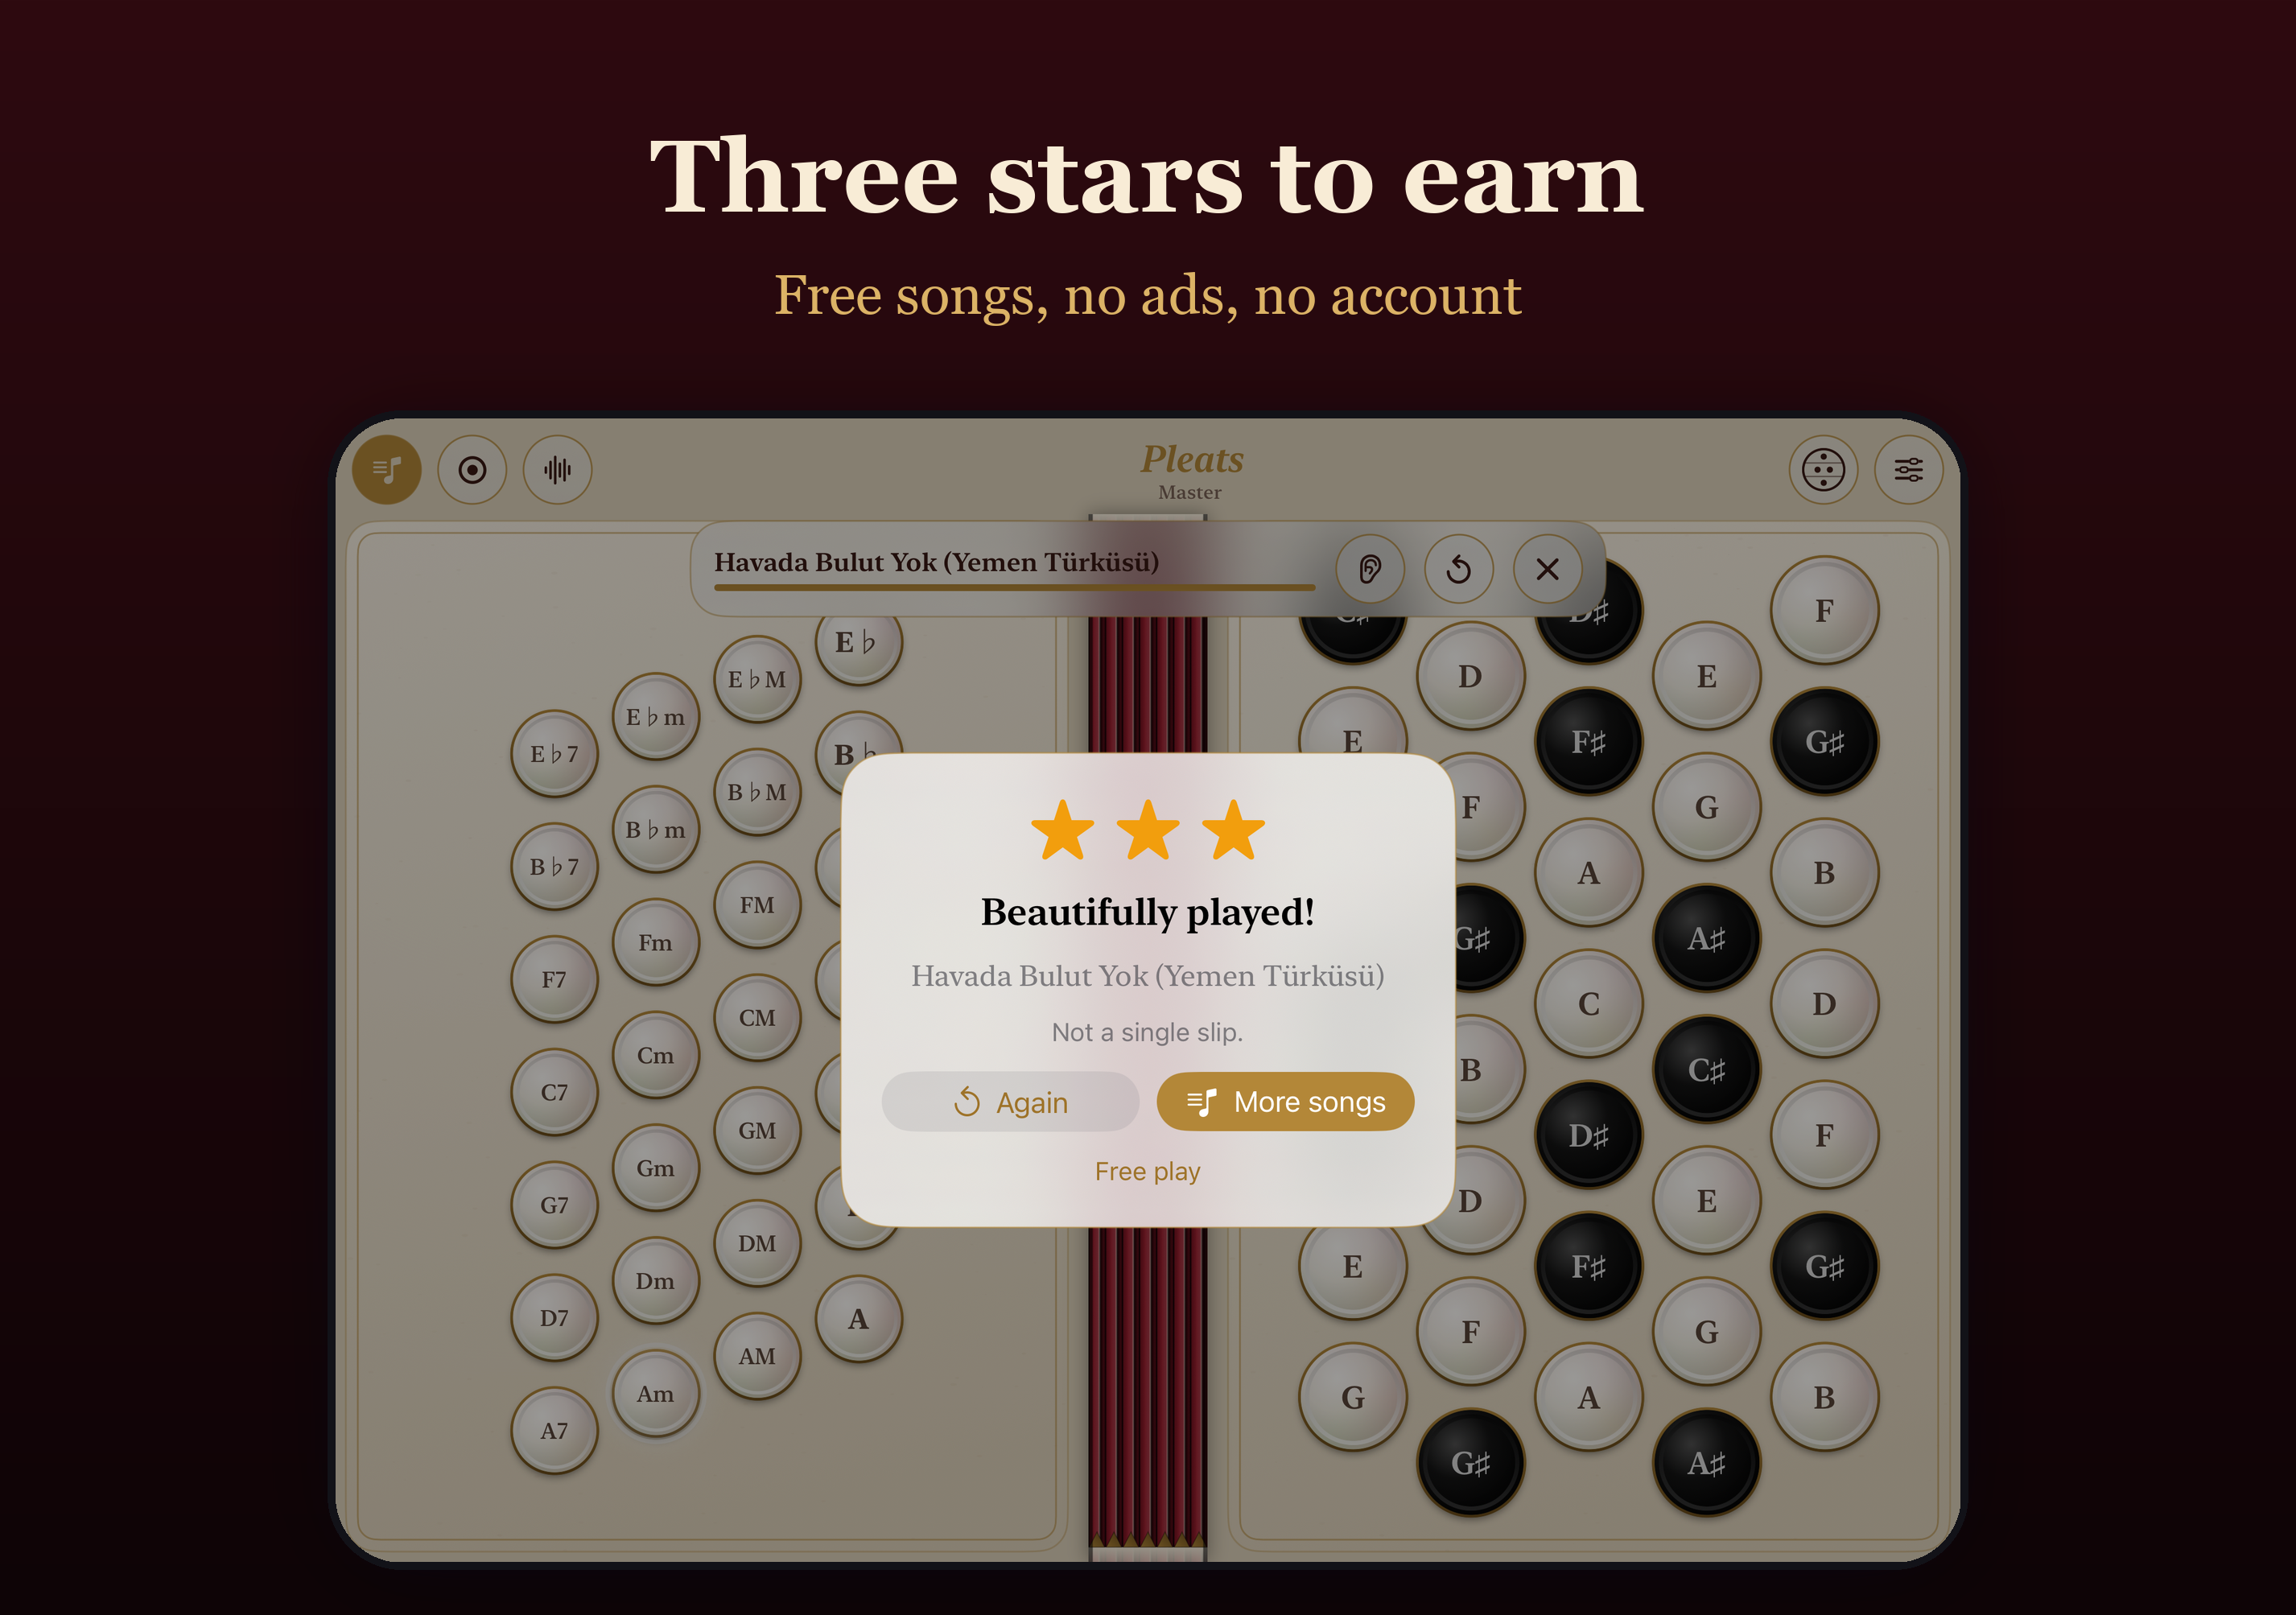 Three stars to earn
Free songs, no ads, no account
Pleats
Master
Havada Bulut Yok (Yemen Türküsü)
E♭
E♭M
E♭m
E♭7
B♭
B♭M
B♭m
B♭7
FM
Fm
F7
CM
Cm
C7
GM
Gm
G7
DM
Dm
D7
A
AM
Am
A7
D♯
F
D
E
E
F♯
G♯
F
G
A
B
G♯
A♯
C
D
B
C♯
D♯
F
D
E
E
F♯
G♯
F
G
G
A
B
G♯
A♯
Beautifully played!
Havada Bulut Yok (Yemen Türküsü)
Not a single slip.
Again
More songs
Free play